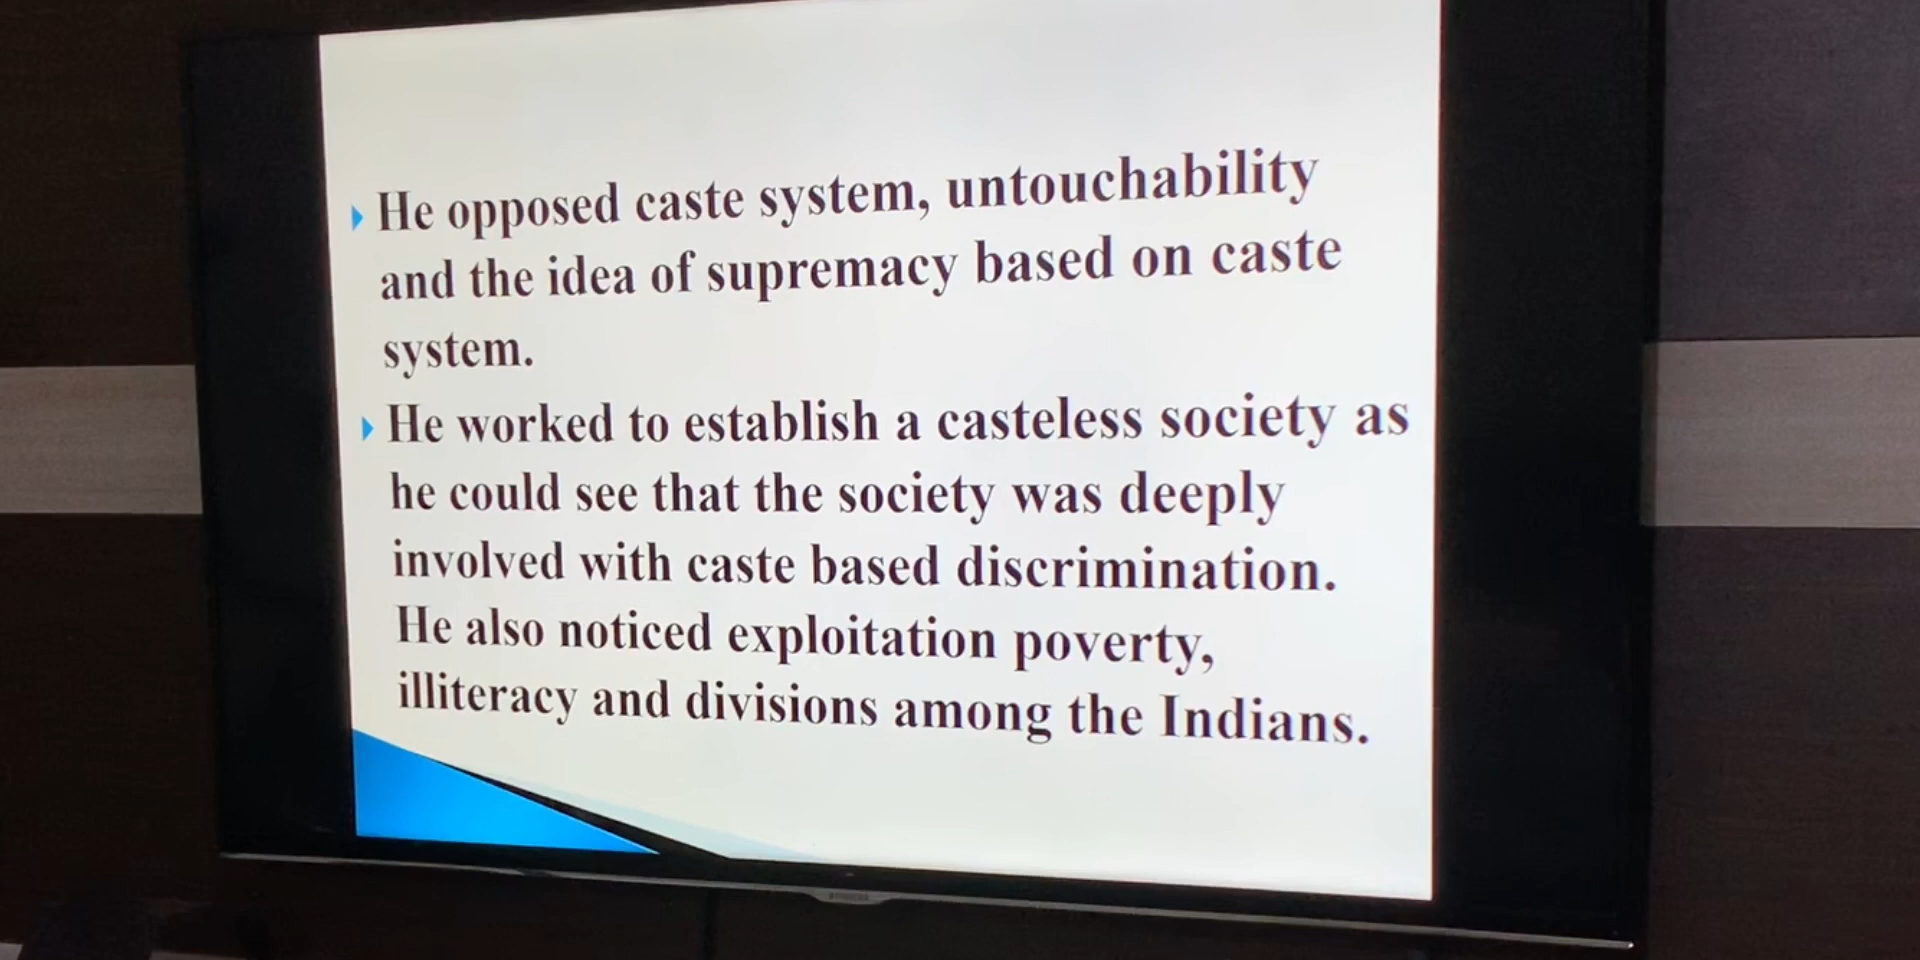 He opposed caste system, untouchability
and the idea of supremacy based on caste
system.
He worked to establish a casteless society as
he could see that the society was deeply
involved with caste based discrimination.
He also noticed exploitation poverty,
illiteracy and divisions among the Indians.